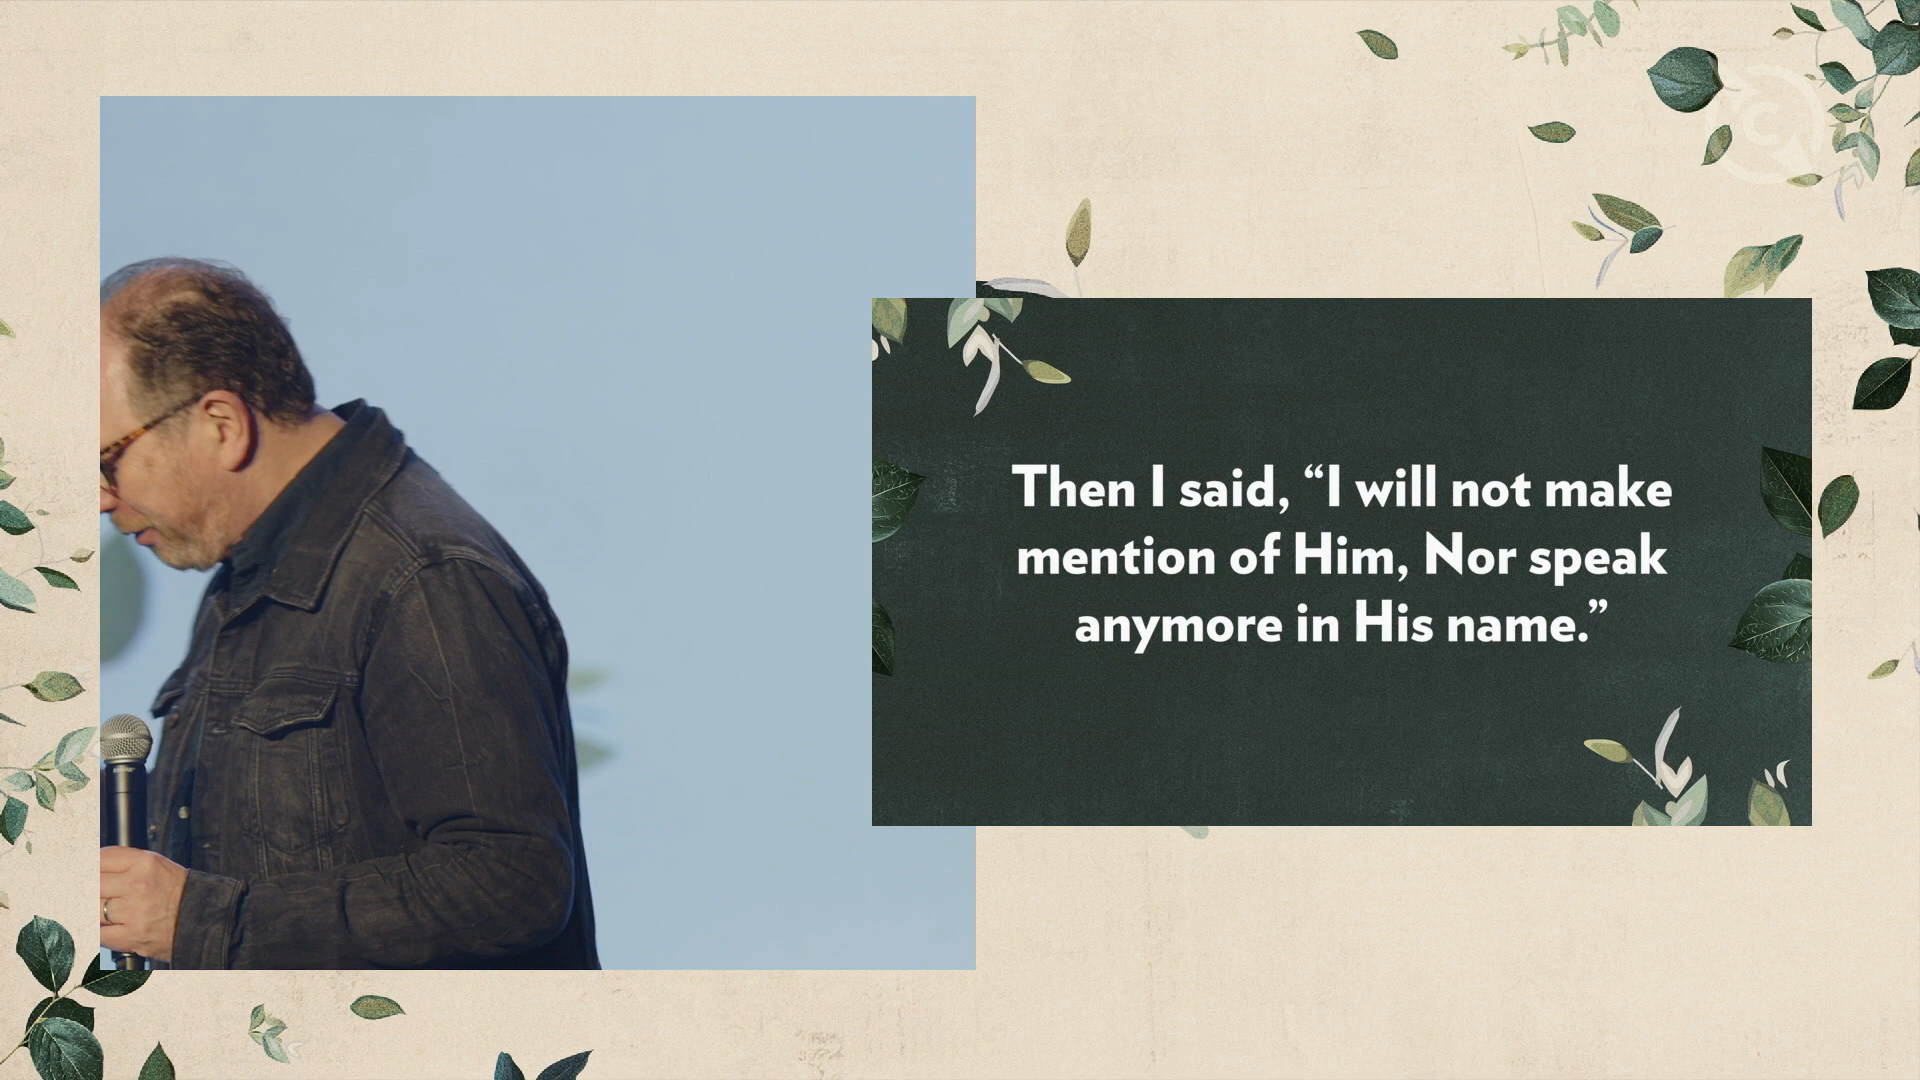 Then I said, “I will not make
mention of Him, Nor speak
anymore in His name.”